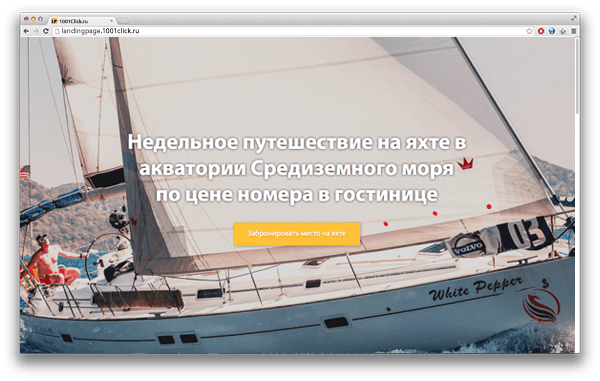 1001Click.ru
landingpage.1001click.ru
Недельное путешествие на яхте в
акватории Средиземного моря
по цене номера в гостинице
Забронировать место на яхте
VOLVO
03
White Pepper